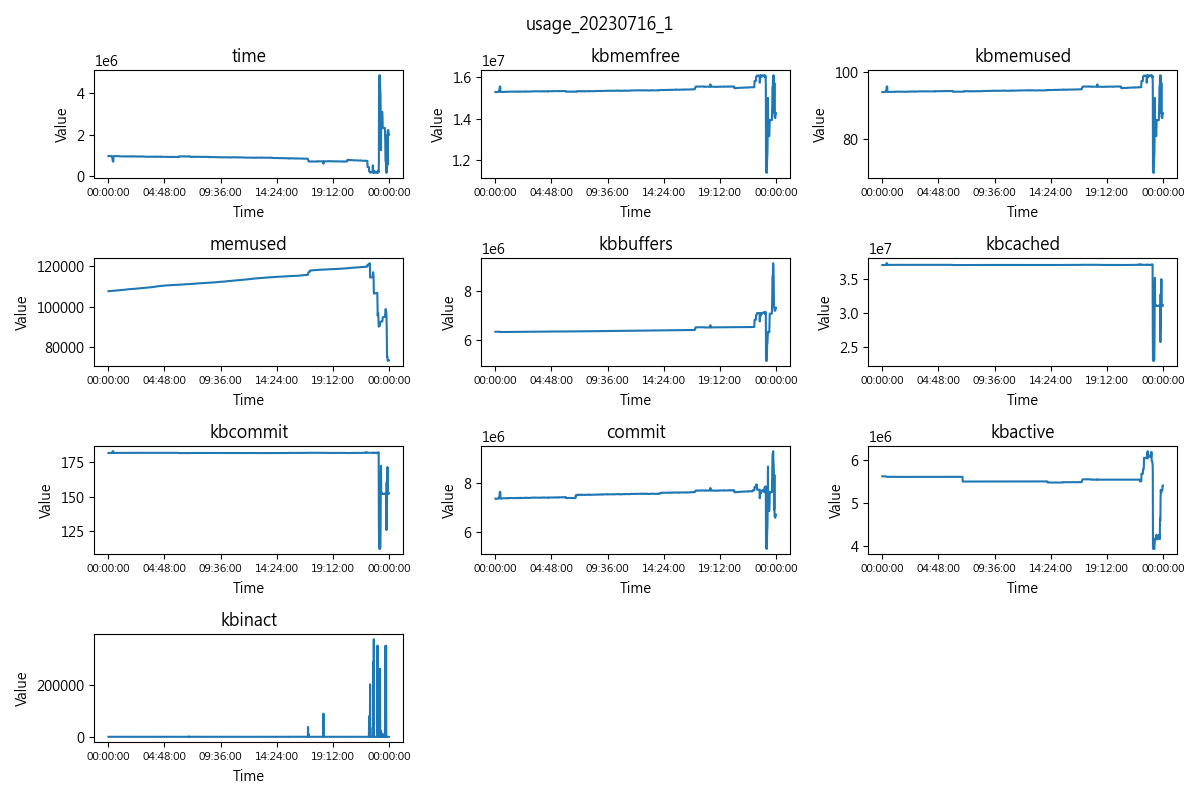 usage_20230716_1
time
kbmemfree
kbmemused
1e6
1e7
4
2
0
1.6
1.4
1.2
100
80
Value
Value
Value
00:00:00 04:48:00 09:36:00 14:24:00 19:12:00 00:00:00
00:00:00 04:48:00 09:36:00 14:24:00 19:12:00 00:00:00
00:00:00 04:48:00 09:36:00 14:24:00 19:12:00 00:00:00
Time
Time
Time
memused
kbbuffers
kbcached
1e6
1e7
120000
100000
80000
8
6
3.5
3.0
2.5
Value
Value
Value
00:00:00 04:48:00 09:36:00 14:24:00 19:12:00 00:00:00
00:00:00 04:48:00 09:36:00 14:24:00 19:12:00 00:00:00
00:00:00 04:48:00 09:36:00 14:24:00 19:12:00 00:00:00
Time
Time
Time
kbcommit
commit
kbactive
1e6
1e6
175
150
125
8
6
6
5
4
Value
Value
Value
00:00:00 04:48:00 09:36:00 14:24:00 19:12:00 00:00:00
00:00:00 04:48:00 09:36:00 14:24:00 19:12:00 00:00:00
00:00:00 04:48:00 09:36:00 14:24:00 19:12:00 00:00:00
Time
Time
Time
kbinact
200000
0
Value
00:00:00 04:48:00 09:36:00 14:24:00 19:12:00 00:00:00
Time